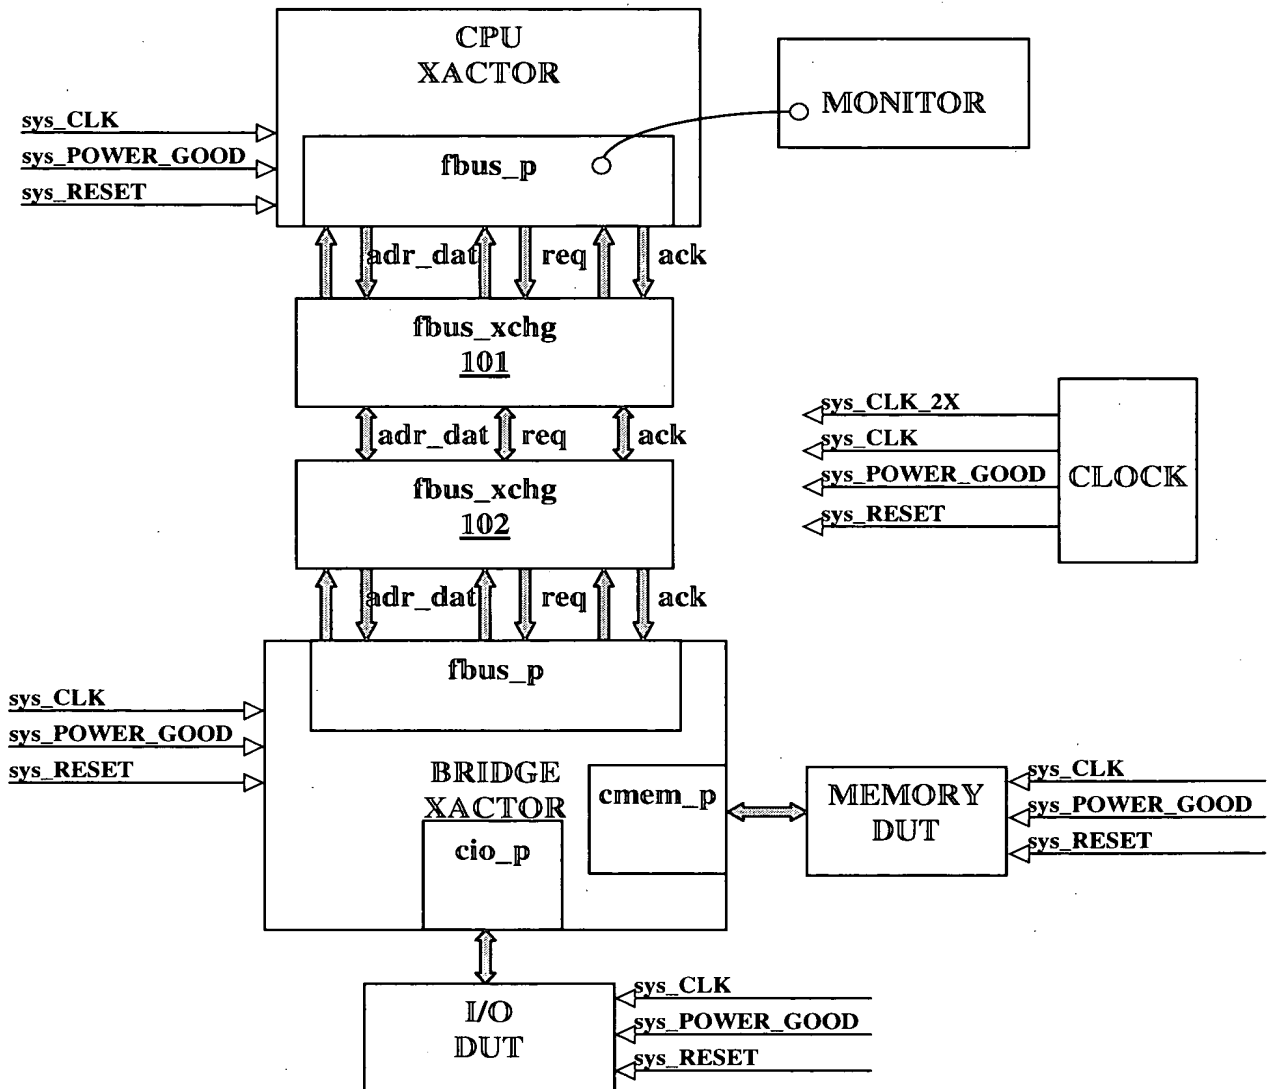 CPU
XACTOR
MONITOR
sys_CLK
sys_POWER_GOOD
sys_RESET
fbus_p
adr_dat req ack
fbus_xchg
101
adr_dat req ack
fbus_xchg
102
sys_CLK_2X
sys_CLK
sys_POWER_GOOD
sys_RESET
CLOCK
adr_dat req ack
fbus_p
sys_CLK
sys_POWER_GOOD
sys_RESET
BRIDGE
XACTOR
cmem_p
cio_p
MEMORY
DUT
sys_CLK
sys_POWER_GOOD
sys_RESET
I/O
DUT
sys_CLK
sys_POWER_GOOD
sys_RESET